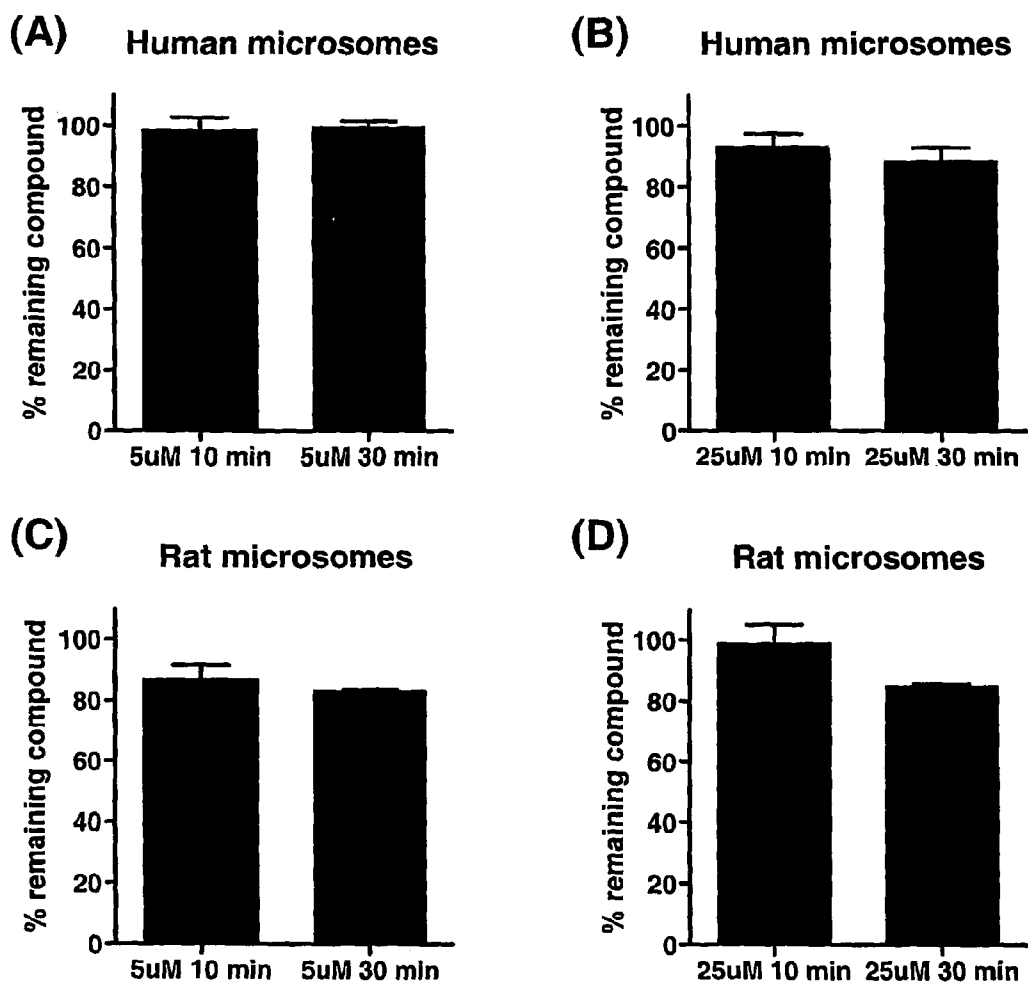 (A) Human microsomes
% remaining compound
100
80
60
40
20
0
5uM 10 min 5uM 30 min
(B) Human microsomes
% remaining compound
100
80
60
40
20
0
25uM 10 min 25uM 30 min
(C) Rat microsomes
% remaining compound
100
80
60
40
20
0
5uM 10 min 5uM 30 min
(D) Rat microsomes
% remaining compound
100
80
60
40
20
0
25uM 10 min 25uM 30 min